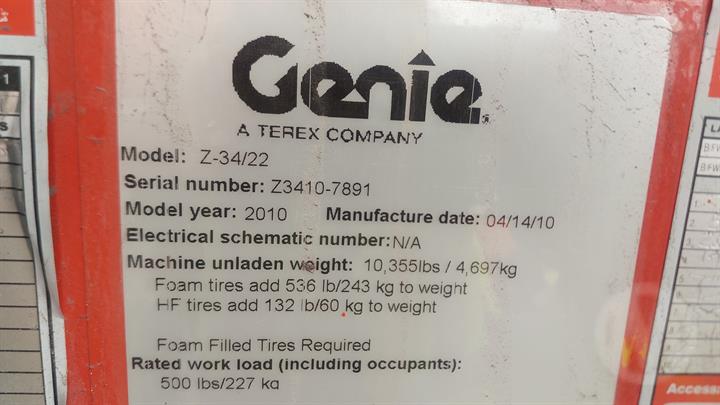 Genie
A TEREX COMPANY
Model: Z-34/22
Serial number: Z3410-7891
Model year: 2010 Manufacture date: 04/14/10
Electrical schematic number:N/A
Machine unladen weight: 10,355lbs / 4,697kg
Foam tires add 536 lb/243 kg to weight
HF tires add 132 lb/60 kg to weight
Foam Filled Tires Required
Rated work load (including occupants):
500 lbs/227 kg